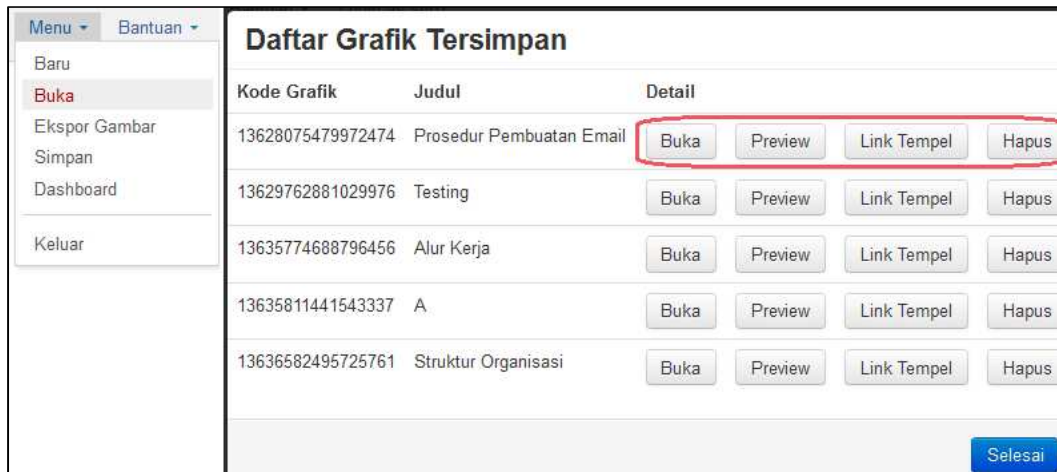 Menu Bantuan
Baru
Buka
Ekspor Gambar
Simpan
Dashboard
Keluar
Daftar Grafik Tersimpan
Kode Grafik Judul Detail
13628075479972474 Prosedur Pembuatan Email Buka Preview Link Tempel Hapus
13629762881029976 Testing Buka Preview Link Tempel Hapus
13635774688796456 Alur Kerja Buka Preview Link Tempel Hapus
13635811441543337 A Buka Preview Link Tempel Hapus
13636582495725761 Struktur Organisasi Buka Preview Link Tempel Hapus
Selesai